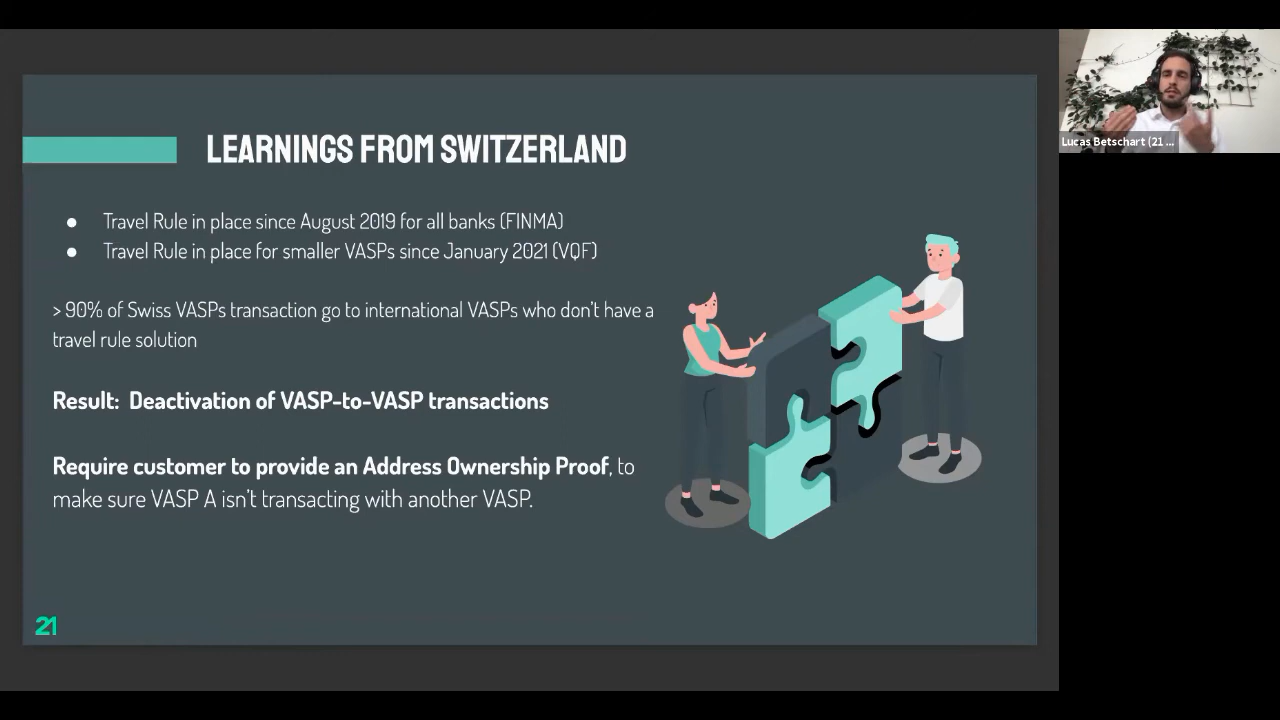 LEARNINGS FROM SWITZERLAND
● Travel Rule in place since August 2019 for all banks (FINMA)
● Travel Rule in place for smaller VASPs since January 2021 (VQF)
> 90% of Swiss VASPs transaction go to international VASPs who don't have a
travel rule solution
Result: Deactivation of VASP-to-VASP transactions
Require customer to provide an Address Ownership Proof, to
make sure VASP A isn't transacting with another VASP.
21
Lucas Betschart (21 ...